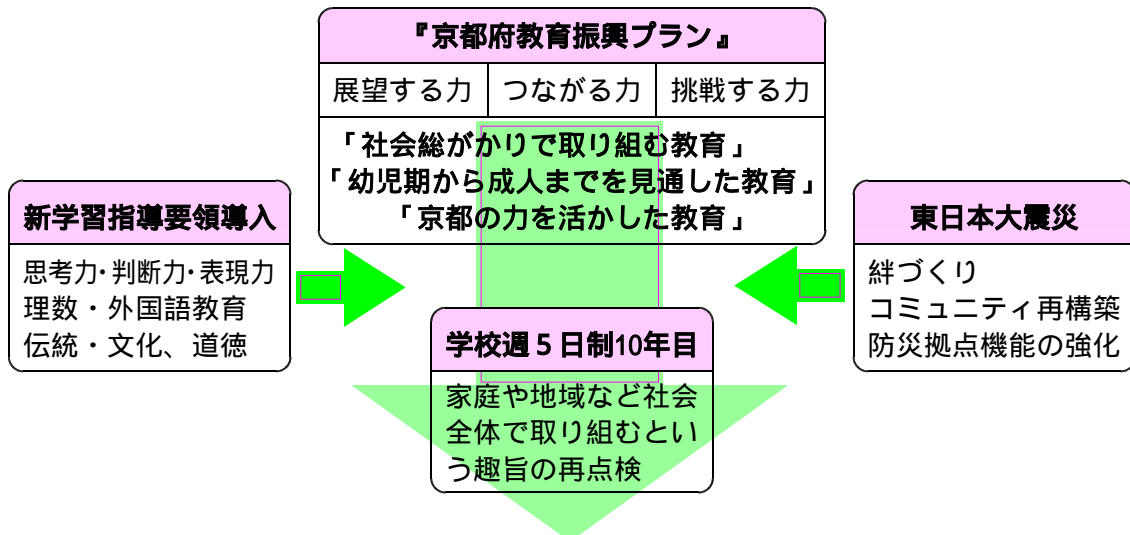 『京都府教育振興プラン』
展望する力 つながる力 挑戦する力
「社会総がかりで取り組む教育」
「幼児期から成人までを見通した教育」
「京都の力を活かした教育」
新学習指導要領導入
思考力・判断力・表現力
理数・外国語教育
伝統・文化、道徳
東日本大震災
絆づくり
コミュニティ再構築
防災拠点機能の強化
学校週５日制10年目
家庭や地域など社会
全体で取り組むとい
う趣旨の再点検